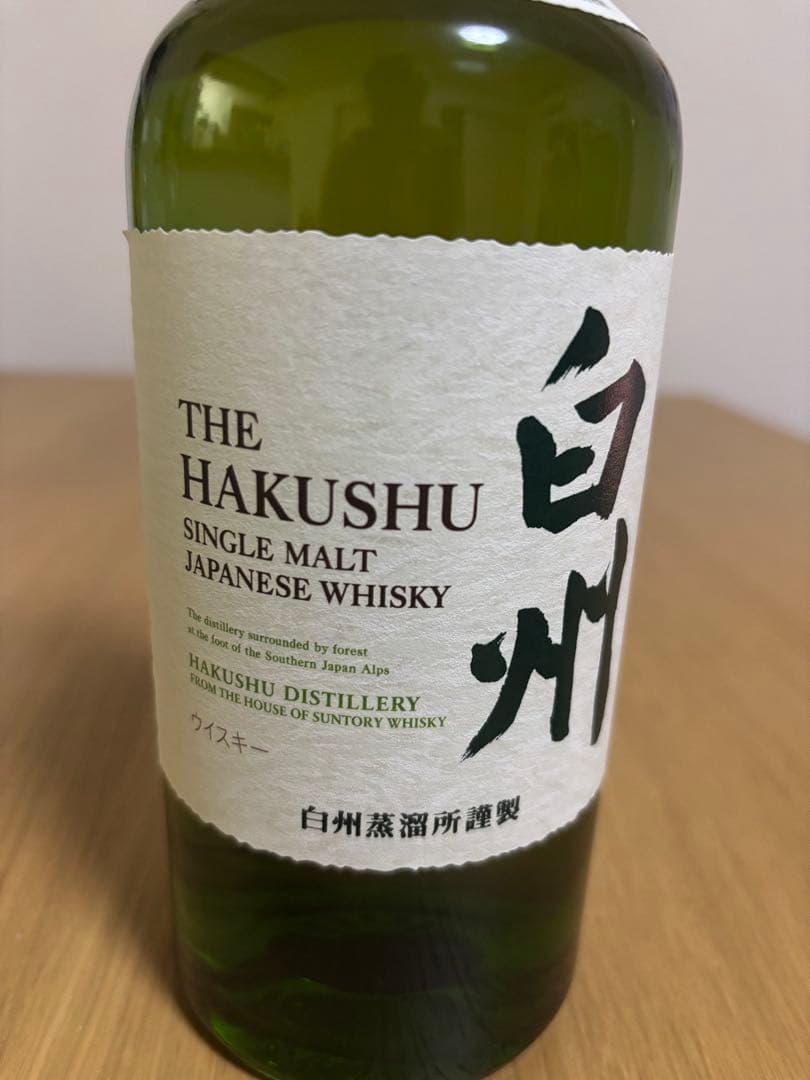 THE
HAKUSHU
SINGLE MALT
JAPANESE WHISKY
The distillery surrounded by forest
at the foot of the Southern Japan Alps
HAKUSHU DISTILLERY
FROM THE HOUSE OF SUNTORY WHISKY
ウイスキー
白州
白州蒸溜所謹製